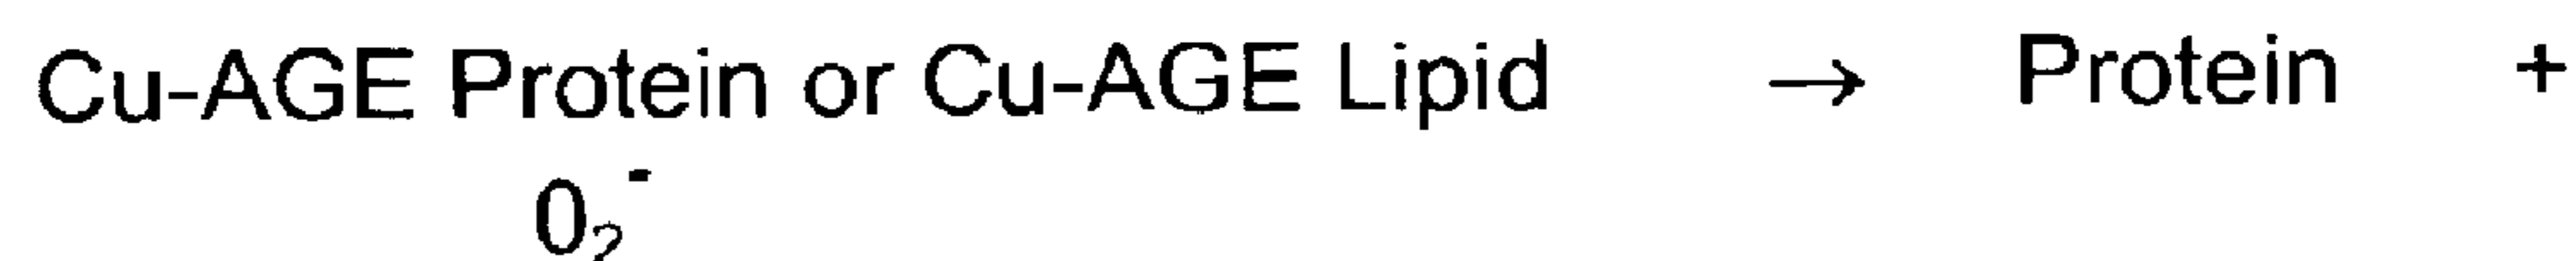 Cu-AGE Protein or Cu-AGE Lipid → Protein +
0₂⁻